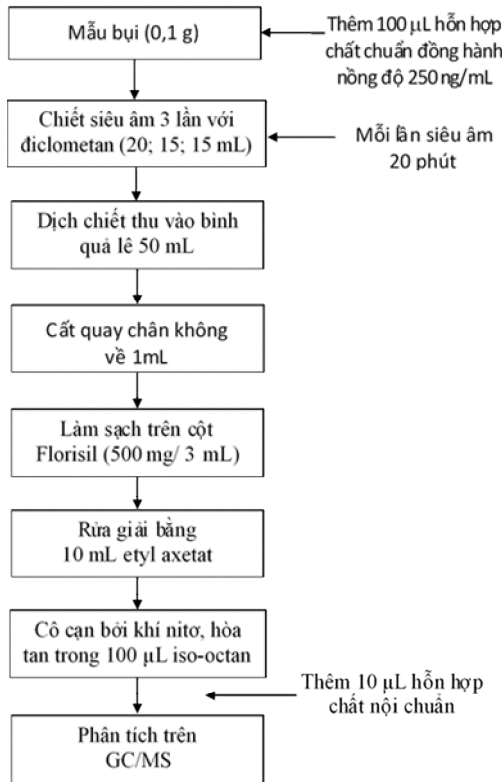 Mẫu bụi (0,1 g)
Thêm 100 µL hỗn hợp
chất chuẩn đồng hành
nồng độ 250 ng/mL
Chiết siêu âm 3 lần với
điclometan (20; 15; 15 mL)
Mỗi lần siêu âm
20 phút
Dịch chiết thu vào bình
quả lê 50 mL
Cất quay chân không
về 1mL
Làm sạch trên cột
Florisil (500 mg/ 3 mL)
Rửa giải bằng
10 mL etyl axetat
Cô cạn bởi khí nitơ, hòa
tan trong 100 µL iso-octan
Thêm 10 µL hỗn hợp
chất nội chuẩn
Phân tích trên
GC/MS